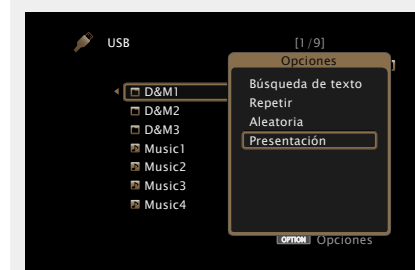 USB
[1/9]
Opciones
D&M1
D&M2
D&M3
Music1
Music2
Music3
Music4
Búsqueda de texto
Repetir
Aleatoria
Presentación
OPTION Opciones